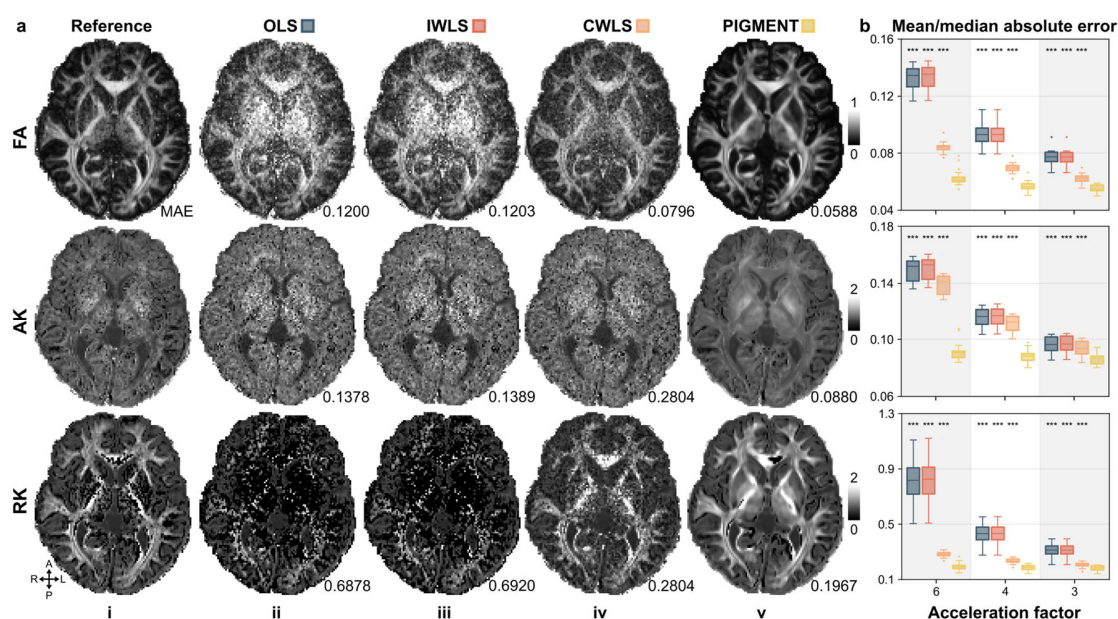 a Reference OLS IWLS CWLS PIGMENT b Mean/median absolute error
FA
MAE 0.1200 0.1203 0.0796 0.0588
1
0
0.16
0.12
0.08
0.04
*** *** *** *** *** *** *** *** ***
AK
0.1378 0.1389 0.2804 0.0880
2
0
0.18
0.14
0.10
0.06
*** *** *** *** *** *** *** *** ***
RK
0.6878 0.6920 0.2804 0.1967
2
0
A
R L
P
1.3
0.9
0.5
0.1
*** *** *** *** *** *** *** *** ***
6 4 3
i ii iii iv v Acceleration factor